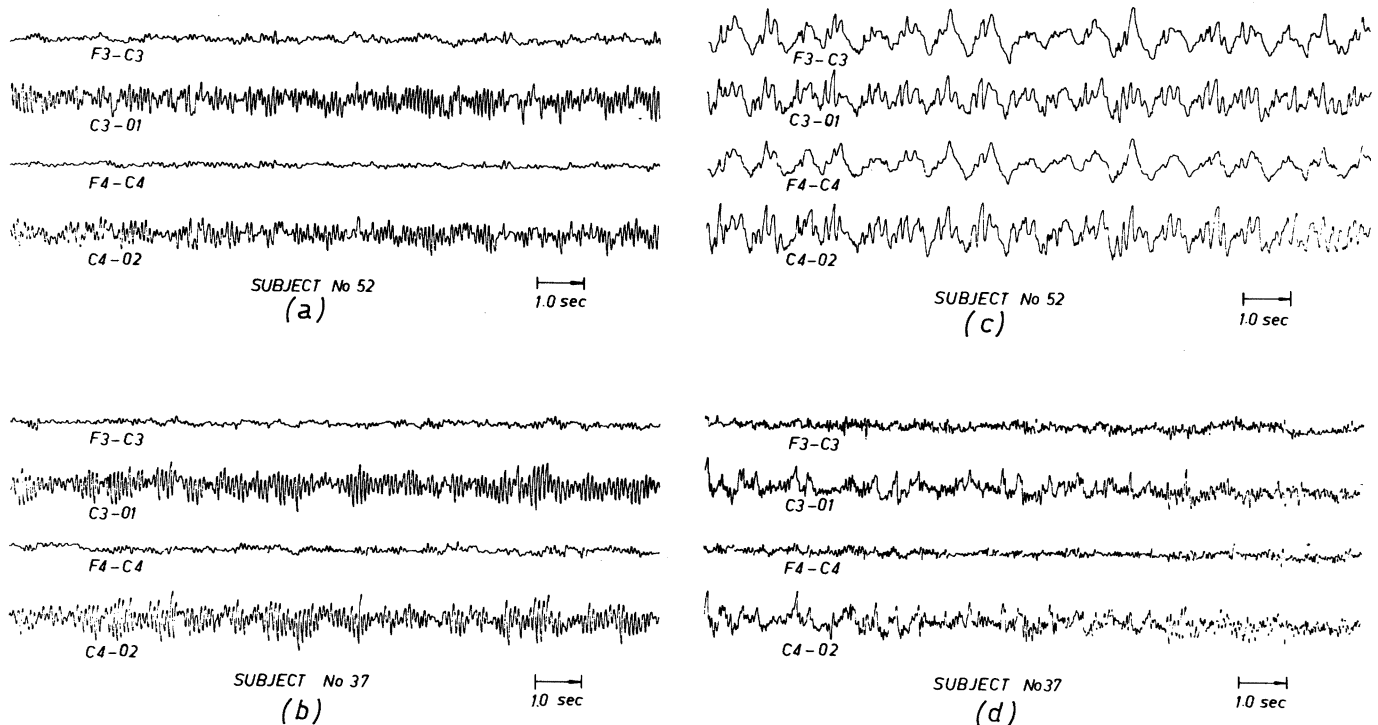 F3-C3
C3-01
F4-C4
C4-02
SUBJECT No 52
1.0 sec
(a)
F3-C3
C3-01
F4-C4
C4-02
SUBJECT No 52
1.0 sec
(c)
F3-C3
C3-01
F4-C4
C4-02
SUBJECT No 37
1.0 sec
(b)
F3-C3
C3-01
F4-C4
C4-02
SUBJECT No37
1.0 sec
(d)